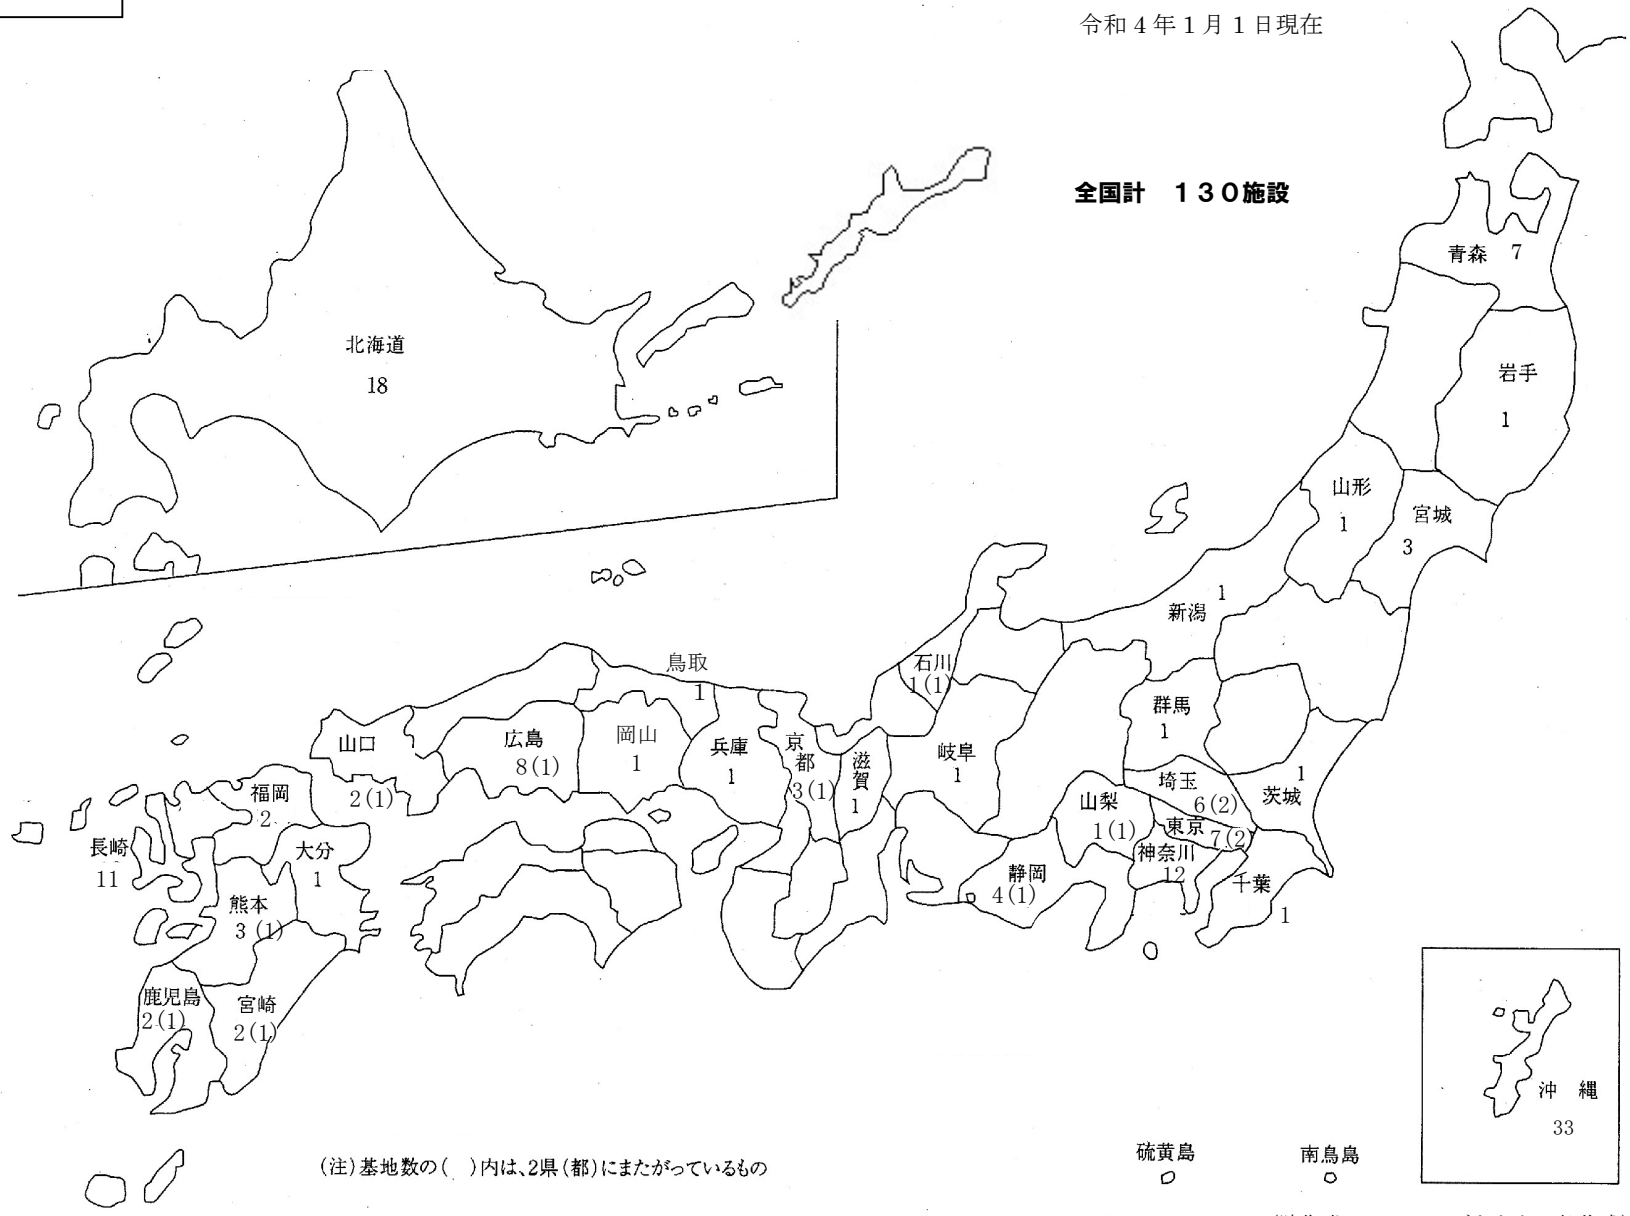 令和４年１月１日現在
全国計　１３０施設
北海道
18
青森　7
岩手
1
山形
1
宮城
3
新潟
1
石川
1(1)
群馬
1
鳥取
1
山口
2(1)
広島
8(1)
岡山
1
兵庫
1
京都
3(1)
滋賀
1
岐阜
1
埼玉
6(2)
茨城
1
山梨
1(1)
東京
7(2)
神奈川
12
千葉
1
静岡
4(1)
福岡
2
長崎
11
大分
1
熊本
3(1)
鹿児島
2(1)
宮崎
2(1)
沖　縄
33
硫黄島
南鳥島
(注)基地数の(　)内は、2県(都)にまたがっているもの